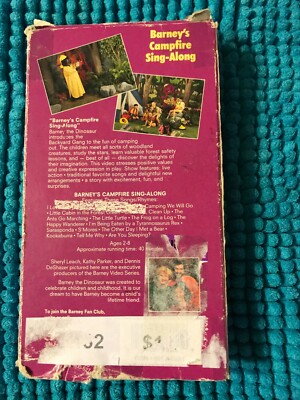 Barney's
Campfire
Sing-Along
"Barney's Campfire
Sing-Along"
Barney the Dinosaur
introduces the
Backyard Gang to the fun of camping
out. The children meet all sorts of woodland
creatures, study the stars, learn valuable forest safety
lessons, and — best of all — discover the delights of
their imagination. This video stresses positive values
and creative expression in play. Show features: live
action • traditional favorite songs and delightful new
arrangements • a story with excitement, fun, and
surprises.
BARNEY'S CAMPFIRE SING-ALONG
These Songs/Rhymes:
I Camping We Will Go
• Little Cabin in the Forest Clean Up • The
Ants Go Marching • The Little Turtle • The Frog on a Log • The
Happy Wanderer • I'm Being Eaten by a Tyrannosaurus Rex •
Sarasponda • S'Mores • The Other Day I Met a Bear •
Kookaburra • Tell Me Why • Are You Sleeping?
Ages 2-8
Approximate running time: 40
Sheryl Leach, Kathy Parker, and Dennis
DeShazer pictured here are the executive
producers of the Barney Video Series.
Barney the Dinosaur was created to
celebrate children and childhood. It is our
dream to have Barney become a child's
lifetime friend.
To join the Barney Fan Club,